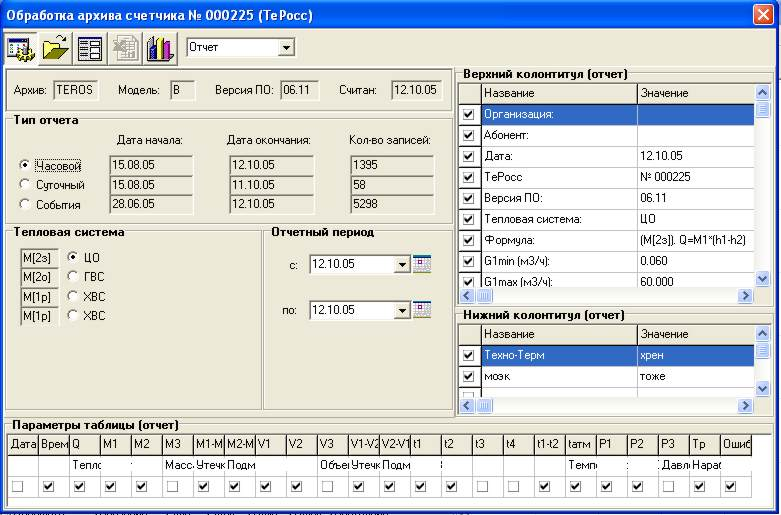 Обработка архива счетчика № 000225 (ТеРосс)
Отчет
Архив: TEROS Модель: B Версия ПО: 06.11 Считан: 12.10.05
Тип отчета
Дата начала: Дата окончания: Кол-во записей:
Часовой 15.08.05 12.10.05 1395
Суточный 15.08.05 11.10.05 58
События 28.06.05 12.10.05 5298
Тепловая система
M[2з] ЦО
M[2о] ГВС
M[1р] ХВС
M[1р] ХВС
Отчетный период
с: 12.10.05
по: 12.10.05
Верхний колонтитул (отчет)
Название Значение
Организация:
Абонент:
Дата: 12.10.05
ТеРосс № 000225
Версия ПО: 06.11
Тепловая система: ЦО
Формула: (M[2з]). Q=M1*(h1-h2)
G1min (м3/ч): 0.060
G1max (м3/ч): 60.000
Нижний колонтитул (отчет)
Название Значение
Техно-Терм хрен
моэк тоже
Параметры таблицы (отчет)
Дата Врем Q M1 M2 M3 M1-M M2-M V1 V2 V3 V1-V2 V2-V1 t1 t2 t3 t4 t1-t2 tатм P1 P2 P3 Тр Ошиб
Тепло Масс Утечк Подм Объе Утечк Подм Темпе Давл Нараб